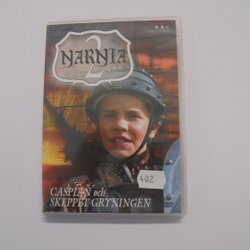 BBC
NARNIA
2
402
CASPIAN och
SKEPPET GRYNINGEN